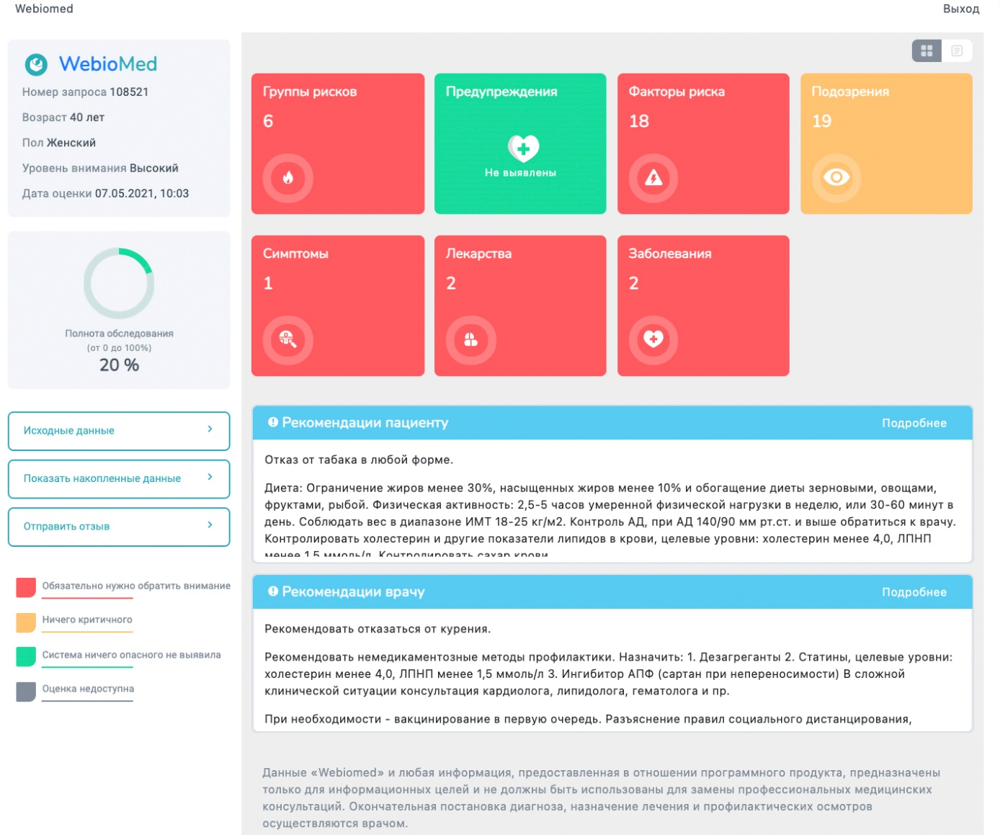 Webiomed
Выход
WebioMed
Номер запроса 108521
Возраст 40 лет
Пол Женский
Уровень внимания Высокий
Дата оценки 07.05.2021, 10:03
Полнота обследования
(от 0 до 100%)
20 %
Исходные данные
Показать накопленные данные
Отправить отзыв
Обязательно нужно обратить внимание
Ничего критичного
Система ничего опасного не выявила
Оценка недоступна
Группы рисков
6
Предупреждения
Не выявлены
Факторы риска
18
Подозрения
19
Симптомы
1
Лекарства
2
Заболевания
2
Рекомендации пациенту
Подробнее
Отказ от табака в любой форме.
Диета: Ограничение жиров менее 30%, насыщенных жиров менее 10% и обогащение диеты зерновыми, овощами,
фруктами, рыбой. Физическая активность: 2,5-5 часов умеренной физической нагрузки в неделю, или 30-60 минут в
день. Соблюдать вес в диапазоне ИМТ 18-25 кг/м2. Контроль АД, при АД 140/90 мм рт.ст. и выше обратиться к врачу.
Контролировать холестерин и другие показатели липидов в крови, целевые уровни: холестерин менее 4,0, ЛПНП
менее 1,5 ммоль/л. Контролировать сахар крови
Рекомендации врачу
Подробнее
Рекомендовать отказаться от курения.
Рекомендовать немедикаментозные методы профилактики. Назначить: 1. Дезагреганты 2. Статины, целевые уровни:
холестерин менее 4,0, ЛПНП менее 1,5 ммоль/л 3. Ингибитор АПФ (сартан при непереносимости) В сложной
клинической ситуации консультация кардиолога, липидолога, гематолога и пр.
При необходимости - вакцинирование в первую очередь. Разъяснение правил социального дистанцирования,
Данные «Webiomed» и любая информация, предоставленная в отношении программного продукта, предназначены
только для информационных целей и не должны быть использованы для замены профессиональных медицинских
консультаций. Окончательная постановка диагноза, назначение лечения и профилактических осмотров
осуществляются врачом.